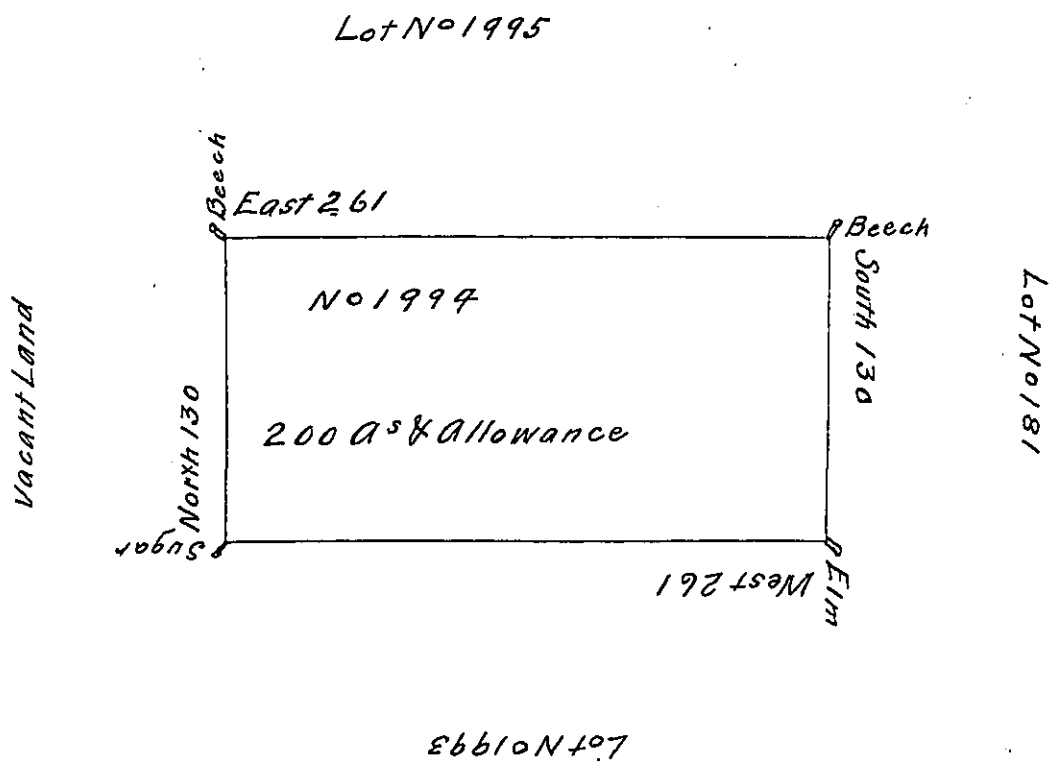 Lot No 1995
Beech
East 261
Beech
South 130
No 1994
Lot No 181
Vacant Land
North 130
200 As & Allowance
Sugar
West 261
Elm
Lot No 1993